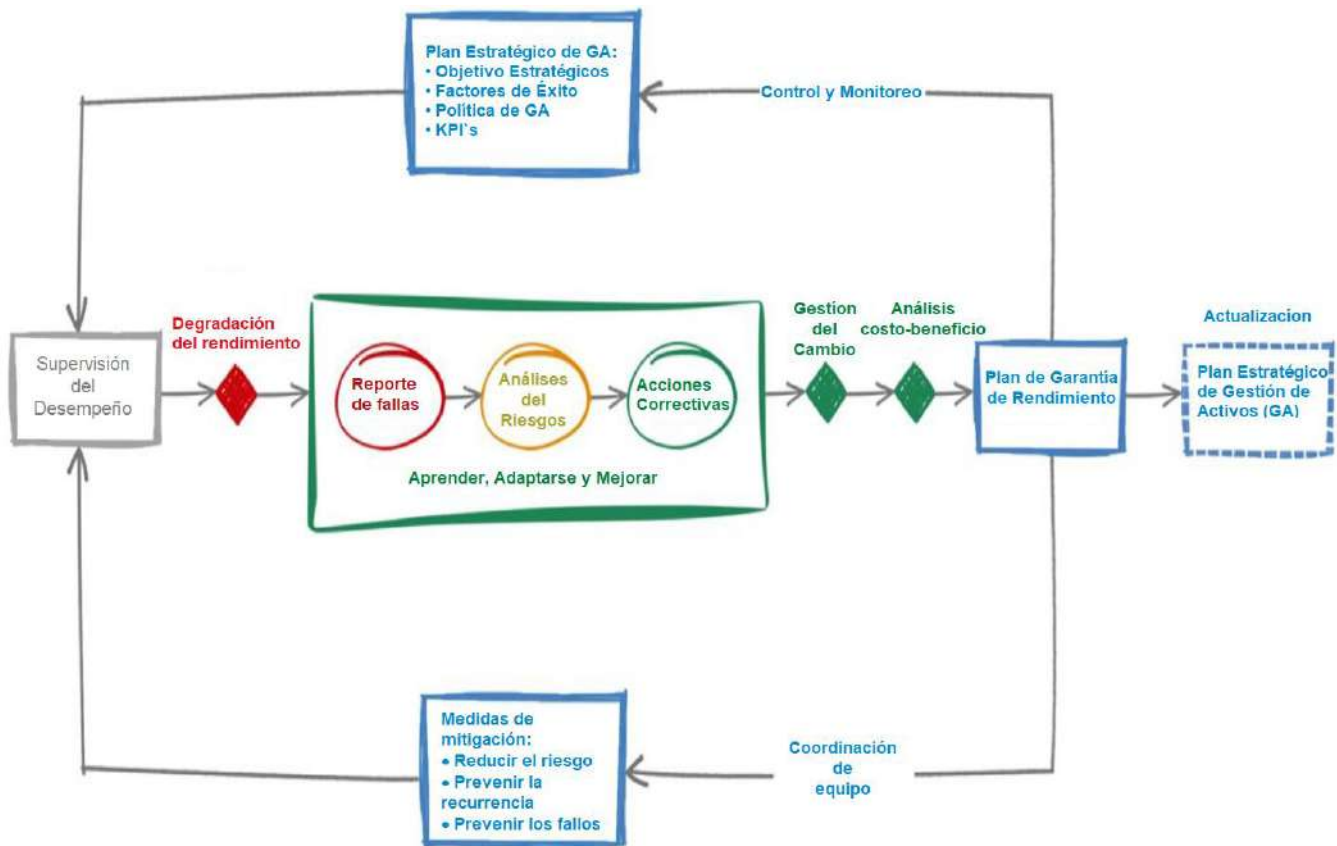 Plan Estratégico de GA:
• Objetivo Estratégicos
• Factores de Éxito
• Política de GA
• KPI`s
Control y Monitoreo
Degradación
del rendimiento
Gestion
del
Cambio
Análisis
costo-beneficio
Actualizacion
Supervisión
del
Desempeño
Reporte
de fallas
Análises
del
Riesgos
Acciones
Correctivas
Plan de Garantia
de Rendimiento
Plan Estratégico
de Gestión de
Activos (GA)
Aprender, Adaptarse y Mejorar
Medidas de
mitigación:
• Reducir el riesgo
• Prevenir la
recurrencia
• Prevenir los fallos
Coordinación
de
equipo